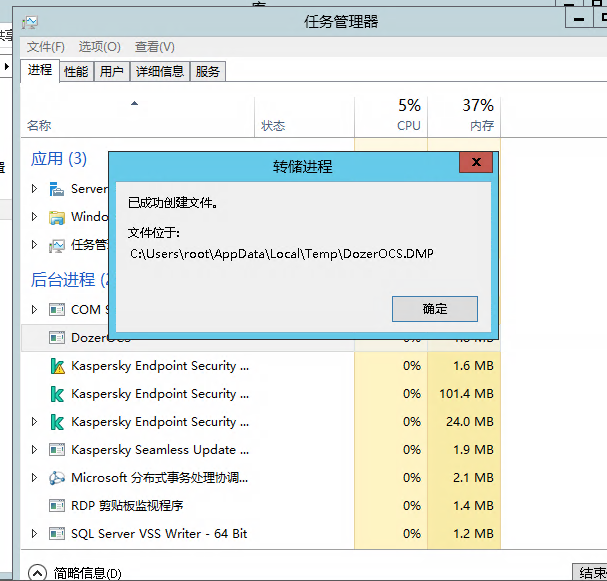 任务管理器
文件(F) 选项(O) 查看(V)
进程 性能 用户 详细信息 服务
5% 37%
名称 状态 CPU 内存
应用 (3)
Server
Windo
任务管
后台进程 (
COM S
DozerOCS
转储进程
x
已成功创建文件。
文件位于:
C:\Users\root\AppData\Local\Temp\DozerOCS.DMP
确定
Kaspersky Endpoint Security ... 0% 1.6 MB
Kaspersky Endpoint Security ... 0% 101.4 MB
Kaspersky Endpoint Security ... 0% 24.0 MB
Kaspersky Seamless Update ... 0% 1.9 MB
Microsoft 分布式事务处理协调... 0% 2.1 MB
RDP 剪贴板监视程序 0% 1.4 MB
SQL Server VSS Writer - 64 Bit 0% 1.2 MB
简略信息(D) 结束